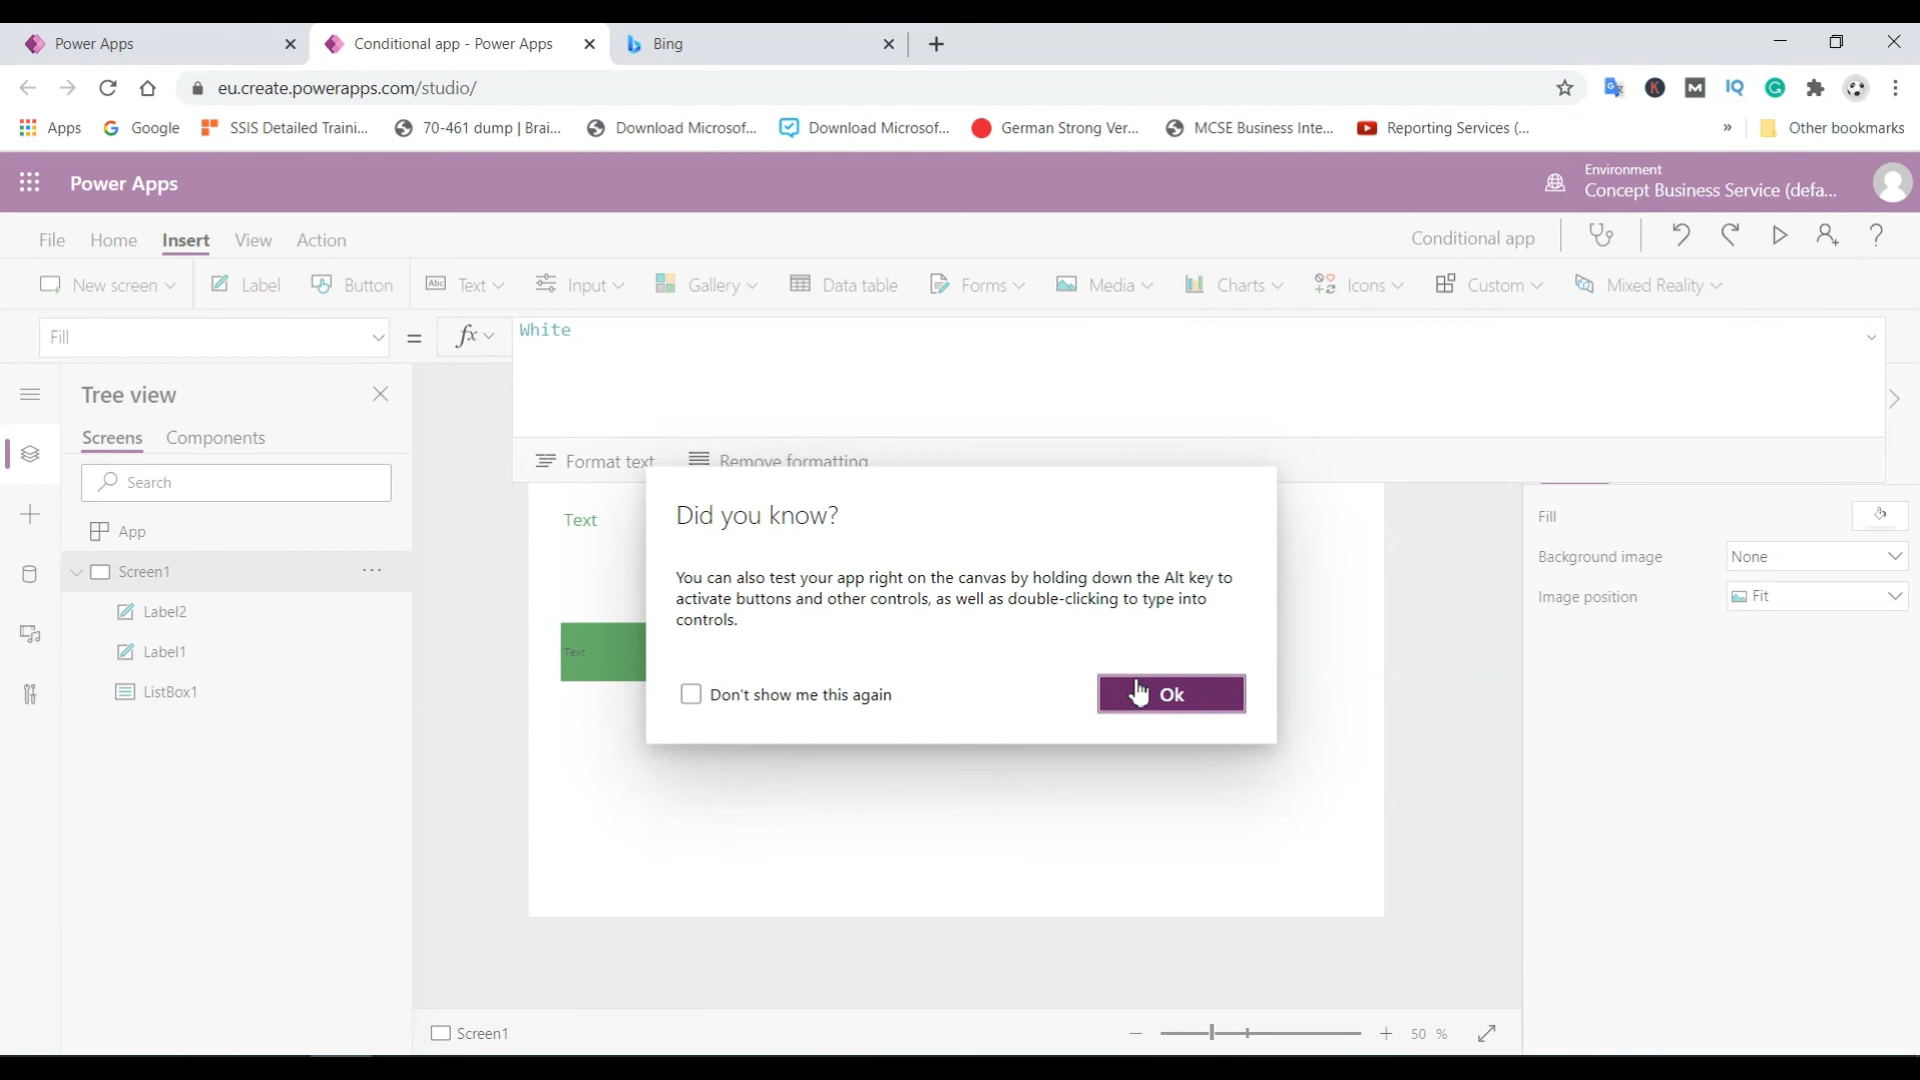 Power Apps
Conditional app - Power Apps
Bing
eu.create.powerapps.com/studio/
Apps
Google
SSIS Detailed Traini...
70-461 dump | Brai...
Download Microsof...
Download Microsof...
German Strong Ver...
MCSE Business Inte...
Reporting Services (...
»
Other bookmarks
Power Apps
Environment
Concept Business Service (defa...
File
Home
Insert
View
Action
Conditional app
New screen
Label
Button
Abc Text
Input
Gallery
Data table
Forms
Media
Charts
Icons
Custom
Mixed Reality
Fill
=
fx
White
Format text
Remove formatting
Tree view
Screens
Components
Search
App
Screen1
Label2
Label1
ListBox1
Text
Text
Did you know?
You can also test your app right on the canvas by holding down the Alt key to
activate buttons and other controls, as well as double-clicking to type into
controls.
Don't show me this again
Ok
Fill
Background image
None
Image position
Fit
Screen1
50 %